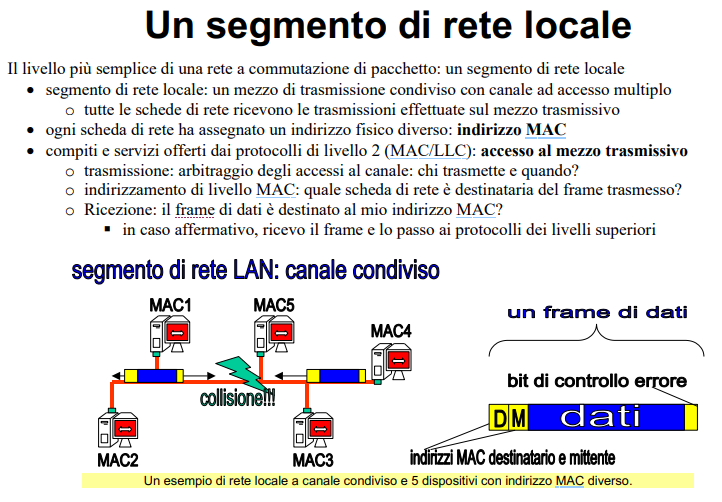 Un segmento di rete locale
Il livello più semplice di una rete a commutazione di pacchetto: un segmento di rete locale
• segmento di rete locale: un mezzo di trasmissione condiviso con canale ad accesso multiplo
o tutte le schede di rete ricevono le trasmissioni effettuate sul mezzo trasmissivo
• ogni scheda di rete ha assegnato un indirizzo fisico diverso: indirizzo MAC
• compiti e servizi offerti dai protocolli di livello 2 (MAC/LLC): accesso al mezzo trasmissivo
o trasmissione: arbitraggio degli accessi al canale: chi trasmette e quando?
o indirizzamento di livello MAC: quale scheda di rete è destinataria del frame trasmesso?
o Ricezione: il frame di dati è destinato al mio indirizzo MAC?
▪ in caso affermativo, ricevo il frame e lo passo ai protocolli dei livelli superiori
segmento di rete LAN: canale condiviso
MAC1
MAC5
MAC4
collisione!!!
MAC2
MAC3
un frame di dati
bit di controllo errore
D M dati
indirizzi MAC destinatario e mittente
Un esempio di rete locale a canale condiviso e 5 dispositivi con indirizzo MAC diverso.